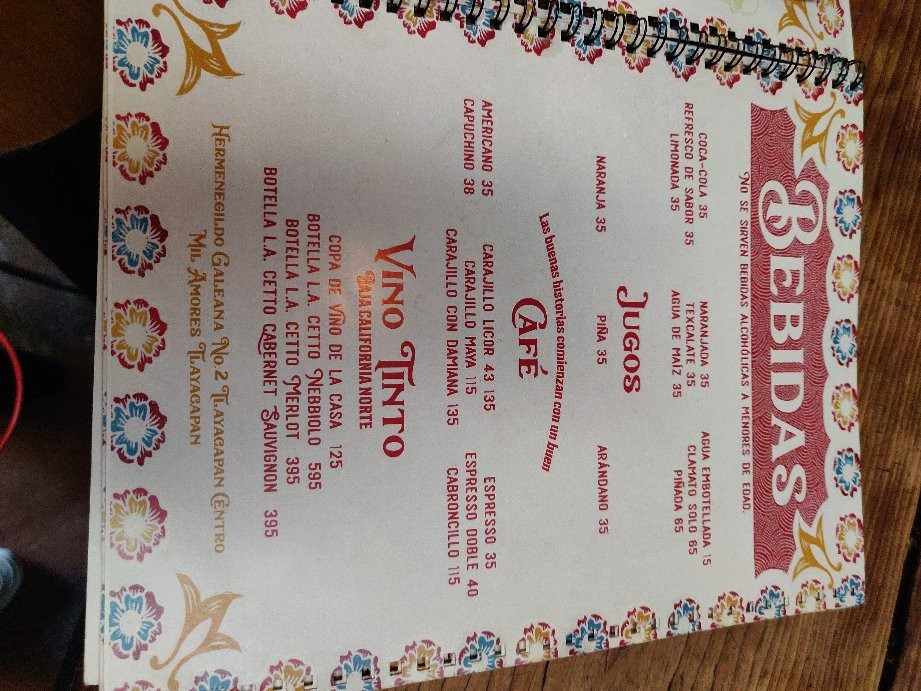 BEBIDAS
NO SE SIRVEN BEBIDAS ALCOHÓLICAS A MENORES DE EDAD.
COCA-COLA 35
REFRESCO DE SABOR 35
LIMONADA 35
NARANJADA 35
TEXCALATE 35
AGUA DE MAIZ 35
AGUA EMBOTELLADA 15
CLAMATO SOLO 65
PIÑADA 65
JUGOS
NARANJA 35
PIÑA 35
ARÁNDANO 35
Las buenas historias comienzan con un buen
CAFÉ
AMERICANO 35
CAPUCHINO 38
CARAJILLO LICOR 43 135
CARAJILLO MAYA 115
CARAJILLO CON DAMIANA 135
ESPRESSO 35
ESPRESSO DOBLE 40
CABRONCILLO 115
VINO TINTO
BAJA CALIFORNIA NORTE
COPA DE VINO DE LA CASA 125
BOTELLA L.A. CETTO NEBBIOLO 595
BOTELLA L.A. CETTO MERLOT 395
BOTELLA L.A. CETTO CABERNET SAUVIGNON 395
HERMENEGILDO GALEANA NO.2 TLAYACAPAN CENTRO
MIL AMORES TLAYACAPAN